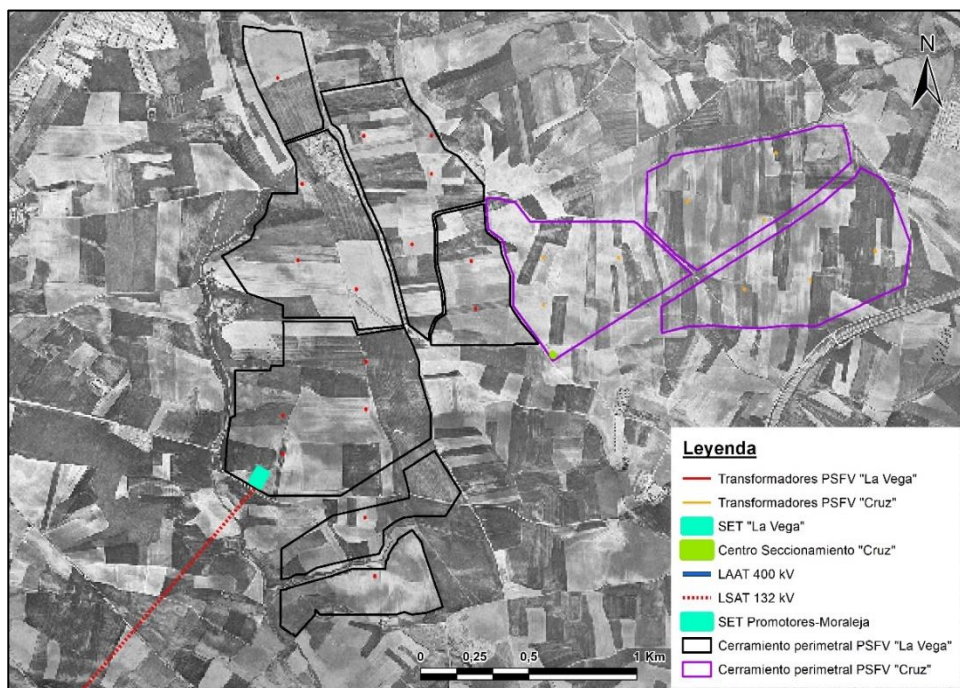 N
Leyenda
Transformadores PSFV "La Vega"
Transformadores PSFV "Cruz"
SET "La Vega"
Centro Seccionamiento "Cruz"
LAAT 400 kV
LSAT 132 kV
SET Promotores-Moraleja
Cerramiento perimetral PSFV "La Vega"
Cerramiento perimetral PSFV "Cruz"
0 0,25 0,5 1 Km